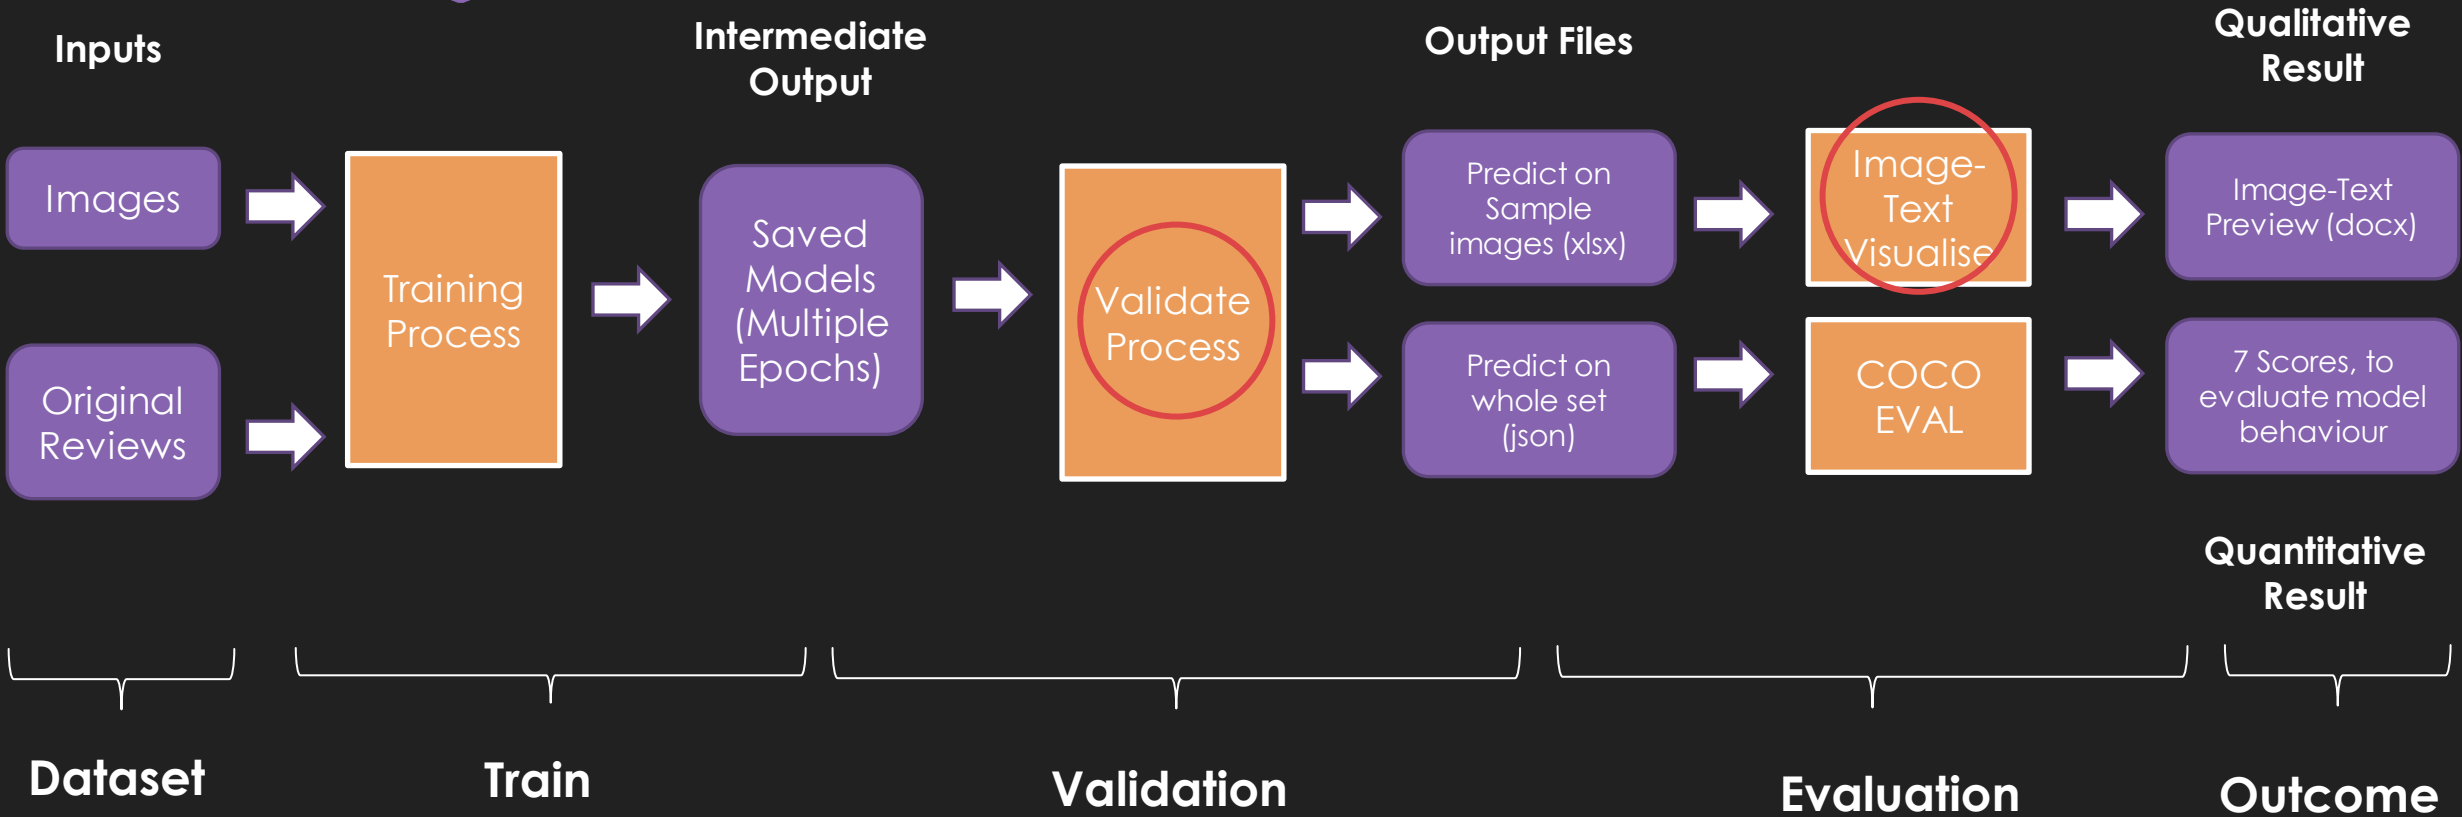 Inputs
Intermediate
Output
Output Files
Qualitative
Result
Images
Original
Reviews
Training
Process
Saved
Models
(Multiple
Epochs)
Validate
Process
Predict on
Sample
images (xlsx)
Predict on
whole set
(json)
Image-
Text
Visualise
COCO
EVAL
Image-Text
Preview (docx)
7 Scores, to
evaluate model
behaviour
Quantitative
Result
Dataset
Train
Validation
Evaluation
Outcome